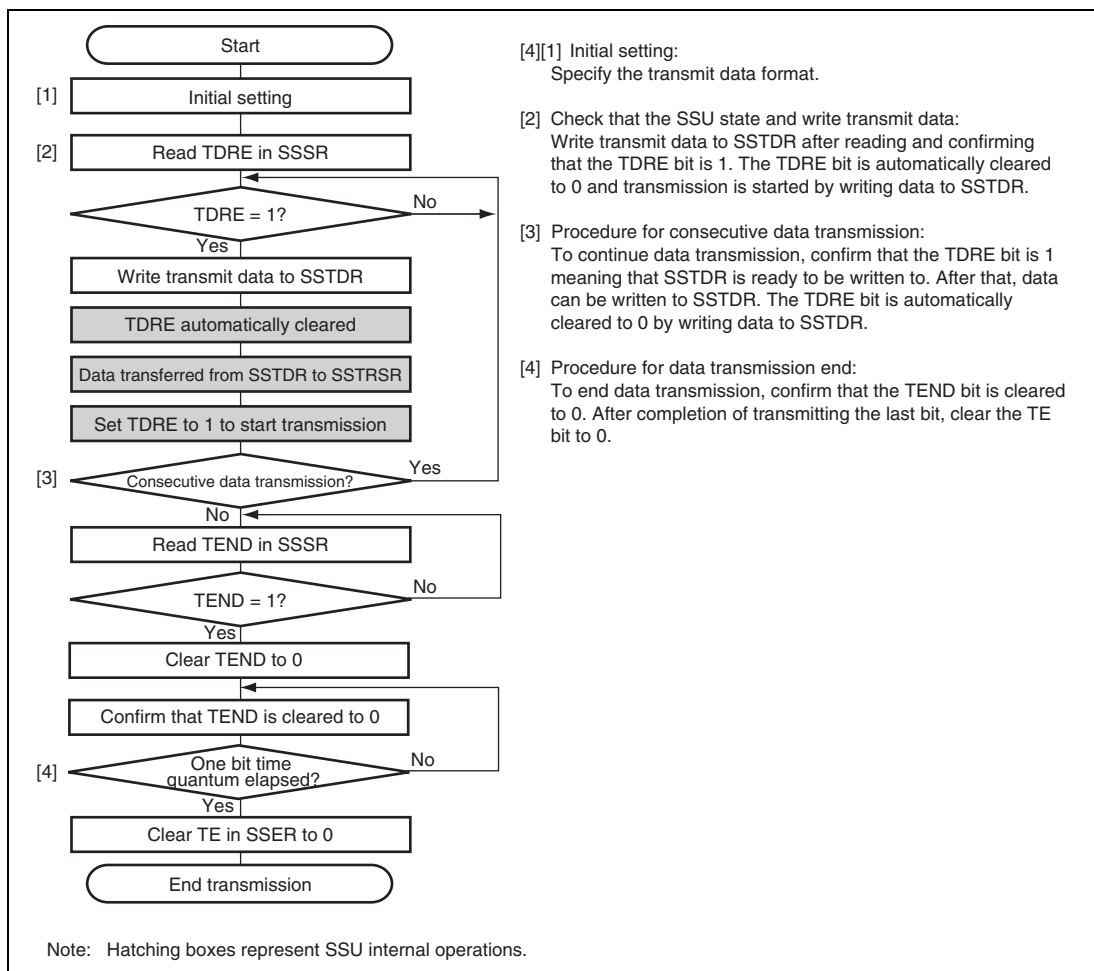 Start
[1] Initial setting
[2] Read TDRE in SSSR
TDRE = 1?
No
Yes
Write transmit data to SSTDR
TDRE automatically cleared
Data transferred from SSTDR to SSTRSR
Set TDRE to 1 to start transmission
[3] Consecutive data transmission?
Yes
No
Read TEND in SSSR
TEND = 1?
No
Yes
Clear TEND to 0
Confirm that TEND is cleared to 0
[4] One bit time
quantum elapsed?
No
Yes
Clear TE in SSER to 0
End transmission
[4][1] Initial setting:
Specify the transmit data format.
[2] Check that the SSU state and write transmit data:
Write transmit data to SSTDR after reading and confirming
that the TDRE bit is 1. The TDRE bit is automatically cleared
to 0 and transmission is started by writing data to SSTDR.
[3] Procedure for consecutive data transmission:
To continue data transmission, confirm that the TDRE bit is 1
meaning that SSTDR is ready to be written to. After that, data
can be written to SSTDR. The TDRE bit is automatically
cleared to 0 by writing data to SSTDR.
[4] Procedure for data transmission end:
To end data transmission, confirm that the TEND bit is cleared
to 0. After completion of transmitting the last bit, clear the TE
bit to 0.
Note: Hatching boxes represent SSU internal operations.